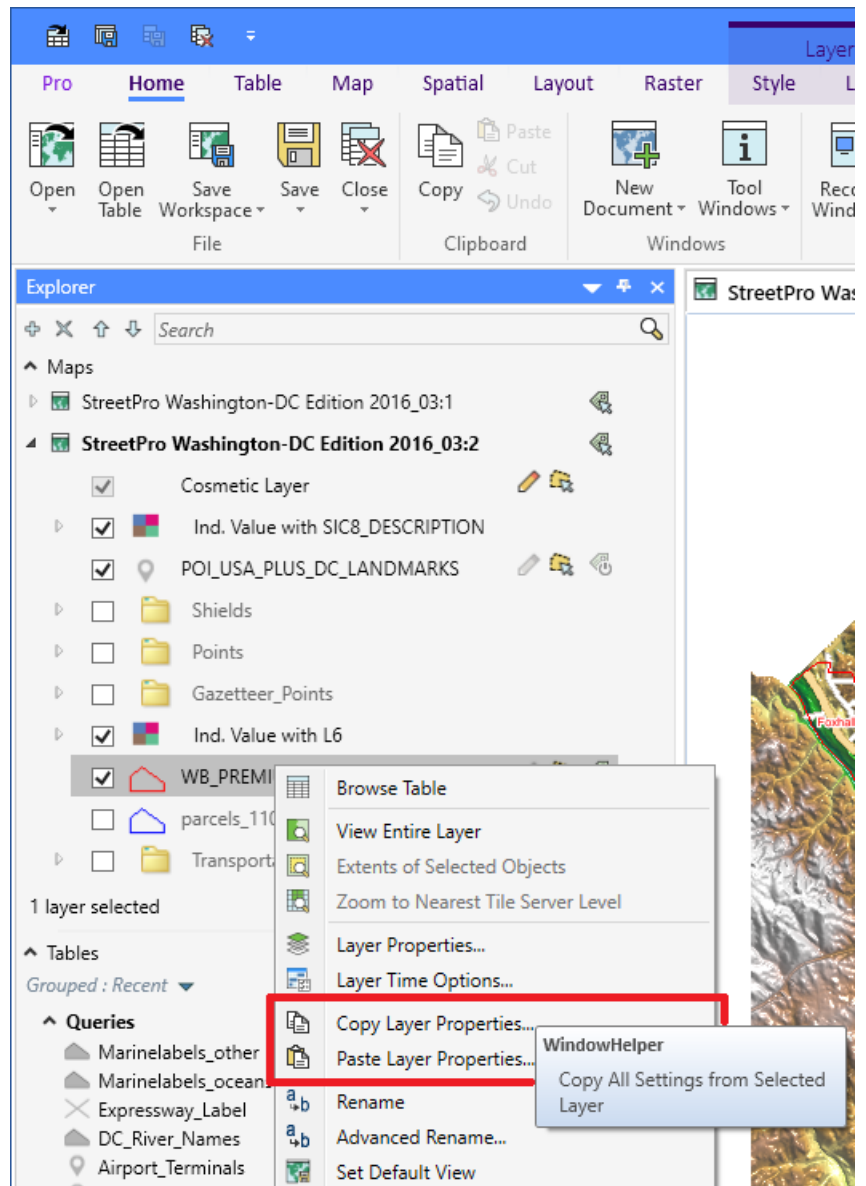 Layer
Pro Home Table Map Spatial Layout Raster Style L
Open
Open Table
Save Workspace
Save
Close
Copy
Paste
Cut
Undo
New Document
Tool Windows
Reco
Wind
File Clipboard Windows
Explorer
StreetPro Was
Search
Maps
StreetPro Washington-DC Edition 2016_03:1
StreetPro Washington-DC Edition 2016_03:2
Cosmetic Layer
Ind. Value with SIC8_DESCRIPTION
POI_USA_PLUS_DC_LANDMARKS
Shields
Points
Gazetteer_Points
Ind. Value with L6
WB_PREMI
parcels_110
Transporta
1 layer selected
Tables
Grouped : Recent
Queries
Marinelabels_other
Marinelabels_oceans
Expressway_Label
DC_River_Names
Airport_Terminals
Browse Table
View Entire Layer
Extents of Selected Objects
Zoom to Nearest Tile Server Level
Layer Properties...
Layer Time Options...
Copy Layer Properties...
Paste Layer Properties...
Rename
Advanced Rename...
Set Default View
WindowHelper
Copy All Settings from Selected
Layer
Foxhall